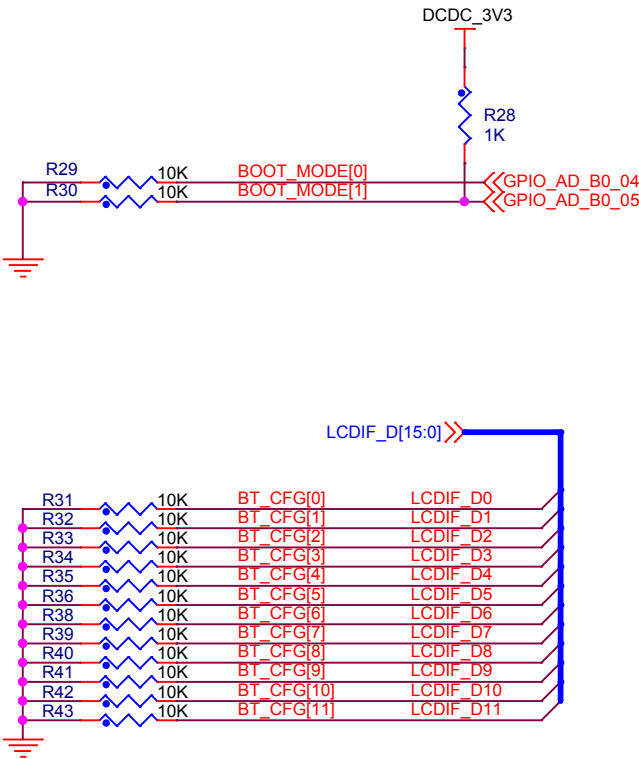 DCDC_3V3
R28
1K
R29 10K BOOT_MODE[0] GPIO_AD_B0_04
R30 10K BOOT_MODE[1] GPIO_AD_B0_05
LCDIF_D[15:0]
R31 10K BT_CFG[0] LCDIF_D0
R32 10K BT_CFG[1] LCDIF_D1
R33 10K BT_CFG[2] LCDIF_D2
R34 10K BT_CFG[3] LCDIF_D3
R35 10K BT_CFG[4] LCDIF_D4
R36 10K BT_CFG[5] LCDIF_D5
R38 10K BT_CFG[6] LCDIF_D6
R39 10K BT_CFG[7] LCDIF_D7
R40 10K BT_CFG[8] LCDIF_D8
R41 10K BT_CFG[9] LCDIF_D9
R42 10K BT_CFG[10] LCDIF_D10
R43 10K BT_CFG[11] LCDIF_D11